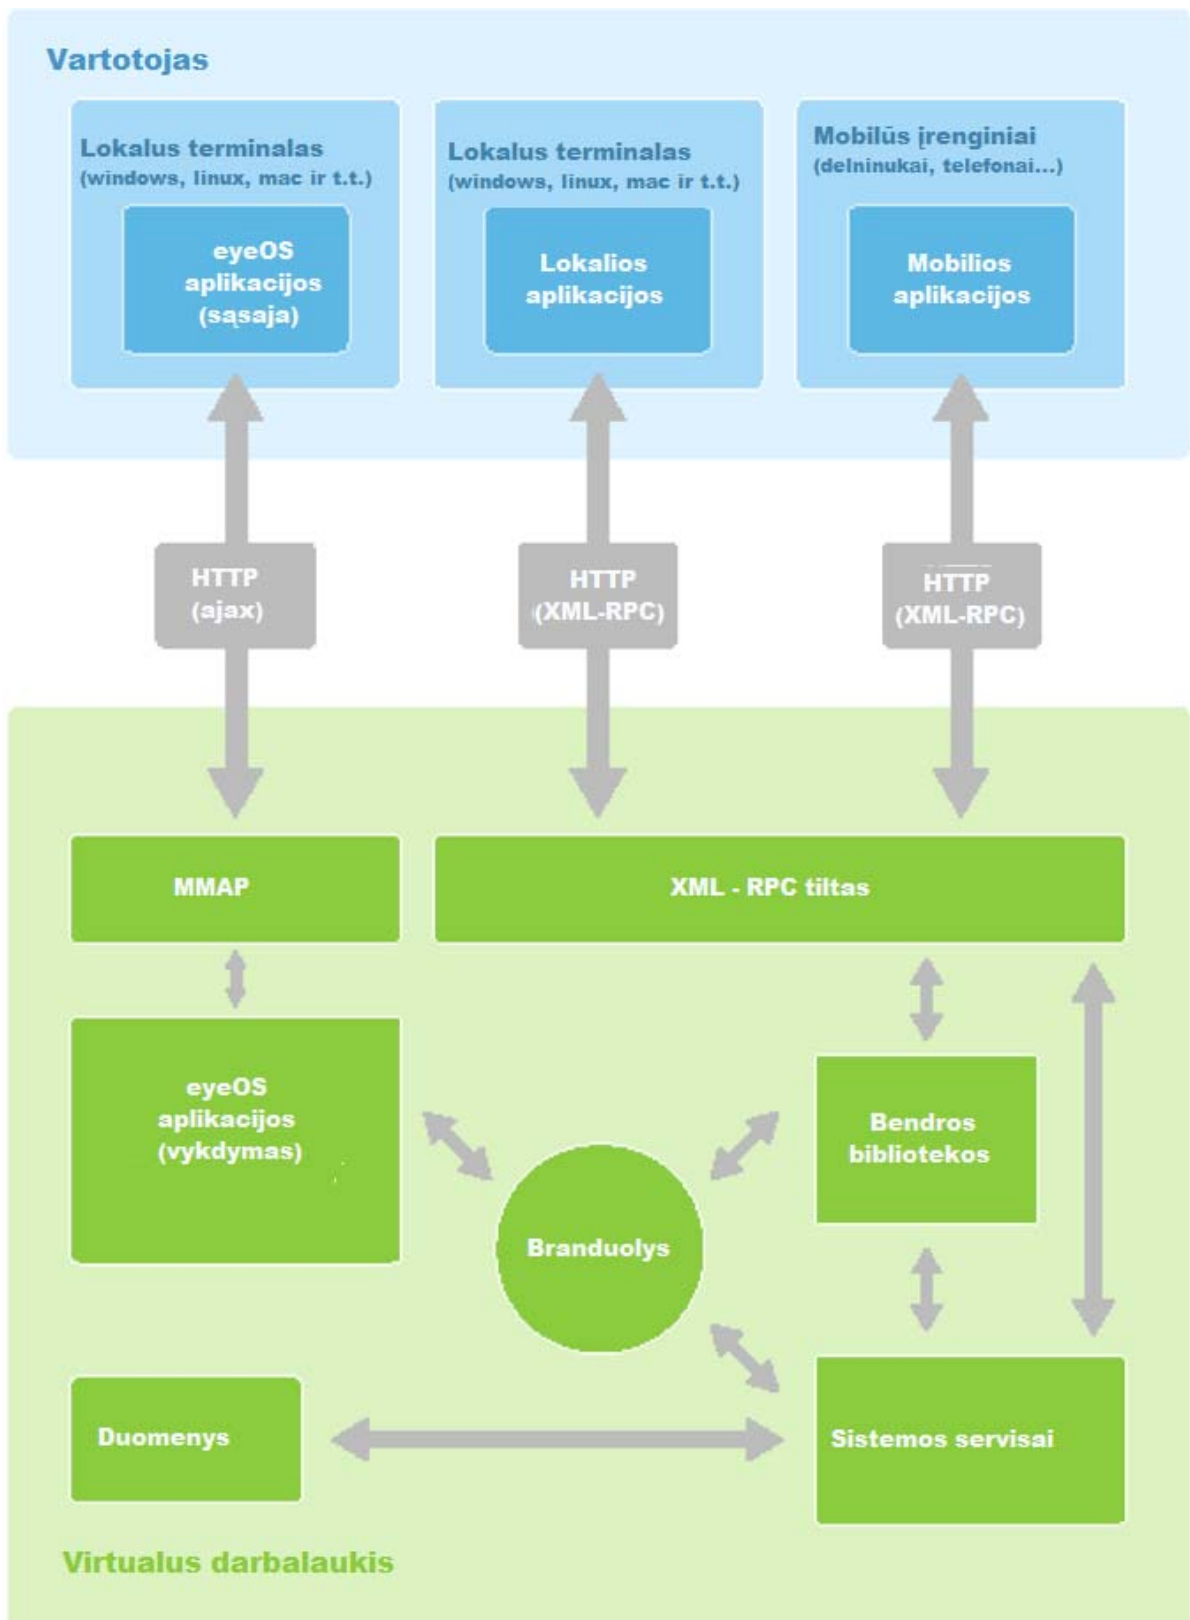 Vartotojas
Lokalus terminalas
(windows, linux, mac ir t.t.)
eyeOS
aplikacijos
(sąsaja)
Lokalus terminalas
(windows, linux, mac ir t.t.)
Lokalios
aplikacijos
Mobilūs įrenginiai
(delninukai, telefonai...)
Mobilios
aplikacijos
HTTP
(ajax)
HTTP
(XML-RPC)
HTTP
(XML-RPC)
MMAP
XML - RPC tiltas
eyeOS
aplikacijos
(vykdymas)
Branduolys
Bendros
bibliotekos
Duomenys
Sistemos servisai
Virtualus darbalaukis